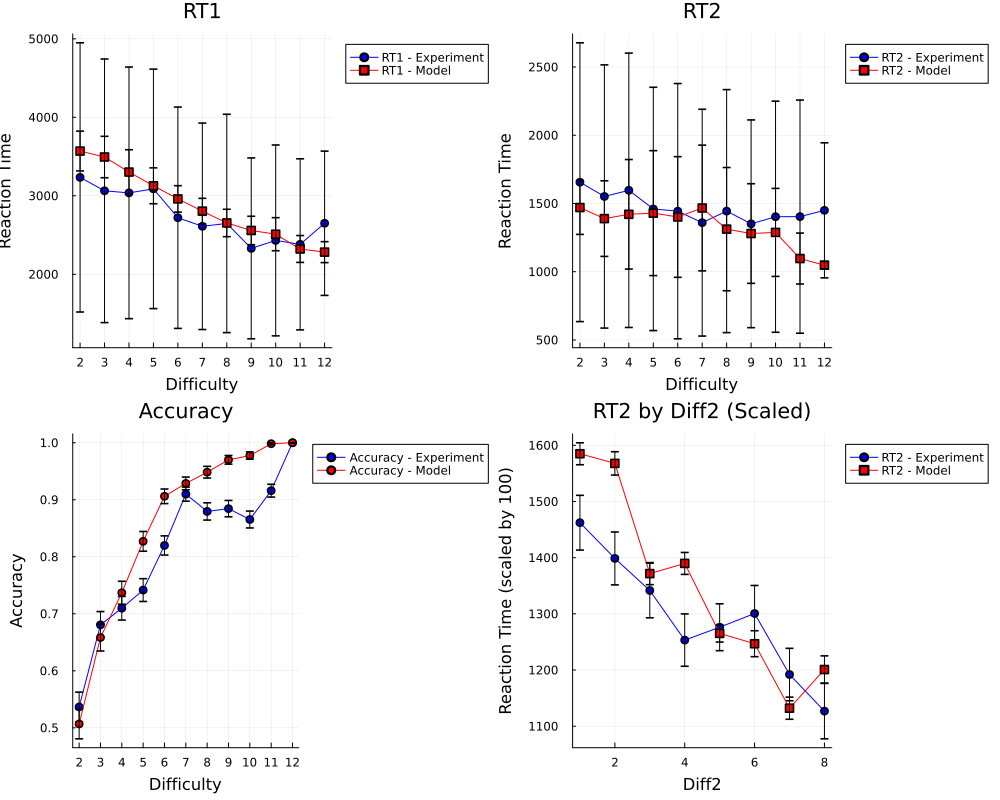 RT1
5000
4000
3000
2000
Reaction Time
2 3 4 5 6 7 8 9 10 11 12
Difficulty
RT1 - Experiment
RT1 - Model
RT2
2500
2000
1500
1000
500
Reaction Time
2 3 4 5 6 7 8 9 10 11 12
Difficulty
RT2 - Experiment
RT2 - Model
Accuracy
1.0
0.9
0.8
0.7
0.6
0.5
Accuracy
2 3 4 5 6 7 8 9 10 11 12
Difficulty
Accuracy - Experiment
Accuracy - Model
RT2 by Diff2 (Scaled)
1600
1500
1400
1300
1200
1100
Reaction Time (scaled by 100)
2 4 6 8
Diff2
RT2 - Experiment
RT2 - Model